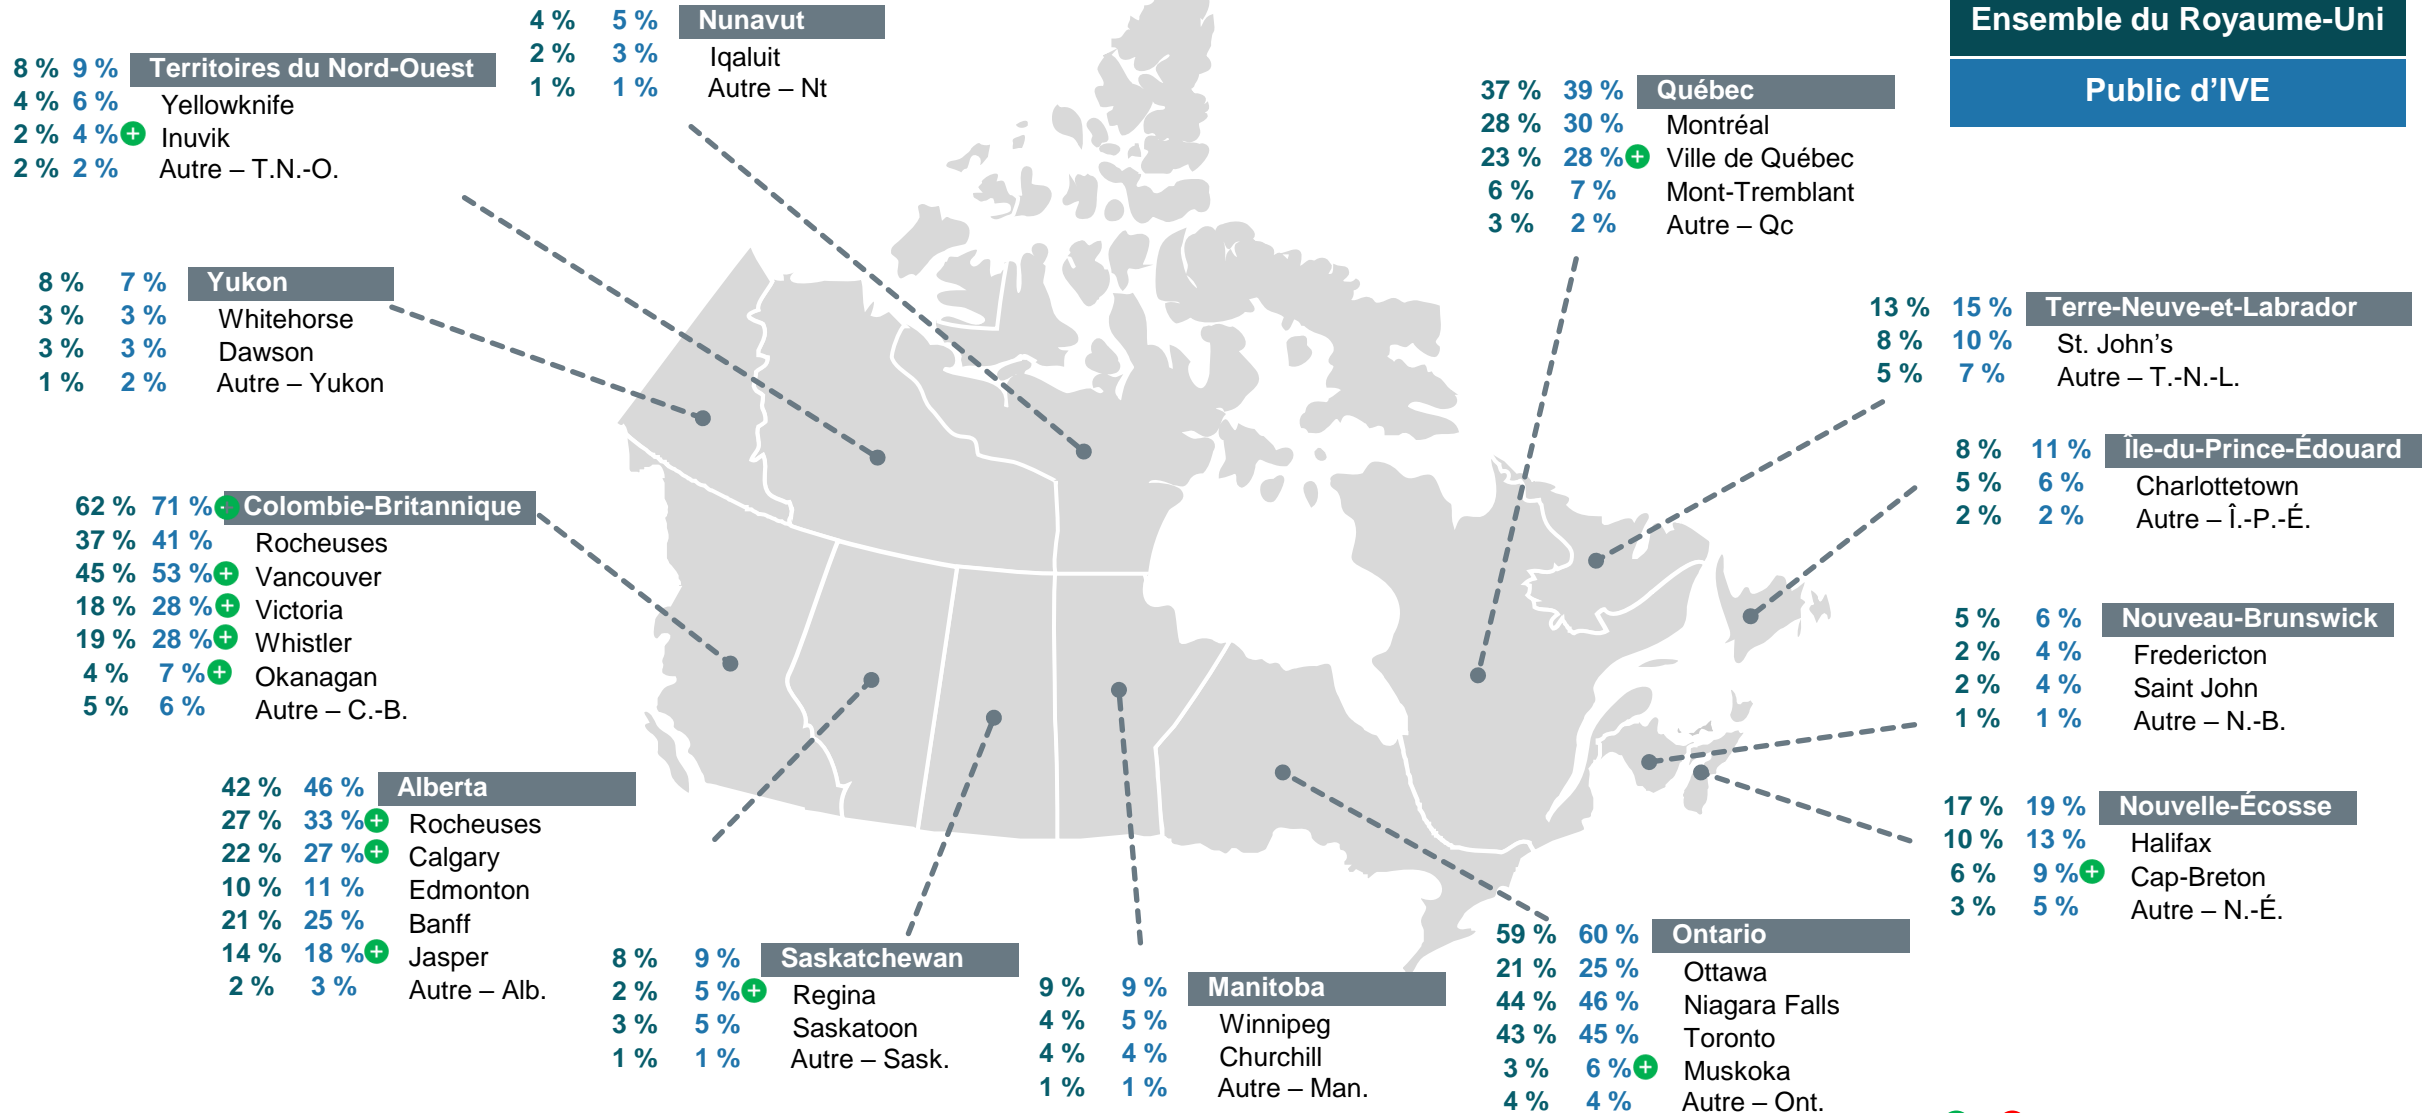 Ensemble du Royaume-Uni
Public d'IVE
4 % 5 % Nunavut
2 % 3 % Iqaluit
1 % 1 % Autre – Nt
8 % 9 % Territoires du Nord-Ouest
4 % 6 % Yellowknife
2 % 4 % + Inuvik
2 % 2 % Autre – T.N.-O.
37 % 39 % Québec
28 % 30 % Montréal
23 % 28 % + Ville de Québec
6 % 7 % Mont-Tremblant
3 % 2 % Autre – Qc
8 % 7 % Yukon
3 % 3 % Whitehorse
3 % 3 % Dawson
1 % 2 % Autre – Yukon
13 % 15 % Terre-Neuve-et-Labrador
8 % 10 % St. John's
5 % 7 % Autre – T.-N.-L.
8 % 11 % Île-du-Prince-Édouard
5 % 6 % Charlottetown
2 % 2 % Autre – Î.-P.-É.
62 % 71 % + Colombie-Britannique
37 % 41 % Rocheuses
45 % 53 % + Vancouver
18 % 28 % + Victoria
19 % 28 % + Whistler
4 % 7 % + Okanagan
5 % 6 % Autre – C.-B.
5 % 6 % Nouveau-Brunswick
2 % 4 % Fredericton
2 % 4 % Saint John
1 % 1 % Autre – N.-B.
42 % 46 % Alberta
27 % 33 % + Rocheuses
22 % 27 % + Calgary
10 % 11 % Edmonton
21 % 25 % Banff
14 % 18 % + Jasper
2 % 3 % Autre – Alb.
17 % 19 % Nouvelle-Écosse
10 % 13 % Halifax
6 % 9 % + Cap-Breton
3 % 5 % Autre – N.-É.
8 % 9 % Saskatchewan
2 % 5 % + Regina
3 % 5 % Saskatoon
1 % 1 % Autre – Sask.
9 % 9 % Manitoba
4 % 5 % Winnipeg
4 % 4 % Churchill
1 % 1 % Autre – Man.
59 % 60 % Ontario
21 % 25 % Ottawa
44 % 46 % Niagara Falls
43 % 45 % Toronto
3 % 6 % + Muskoka
4 % 4 % Autre – Ont.